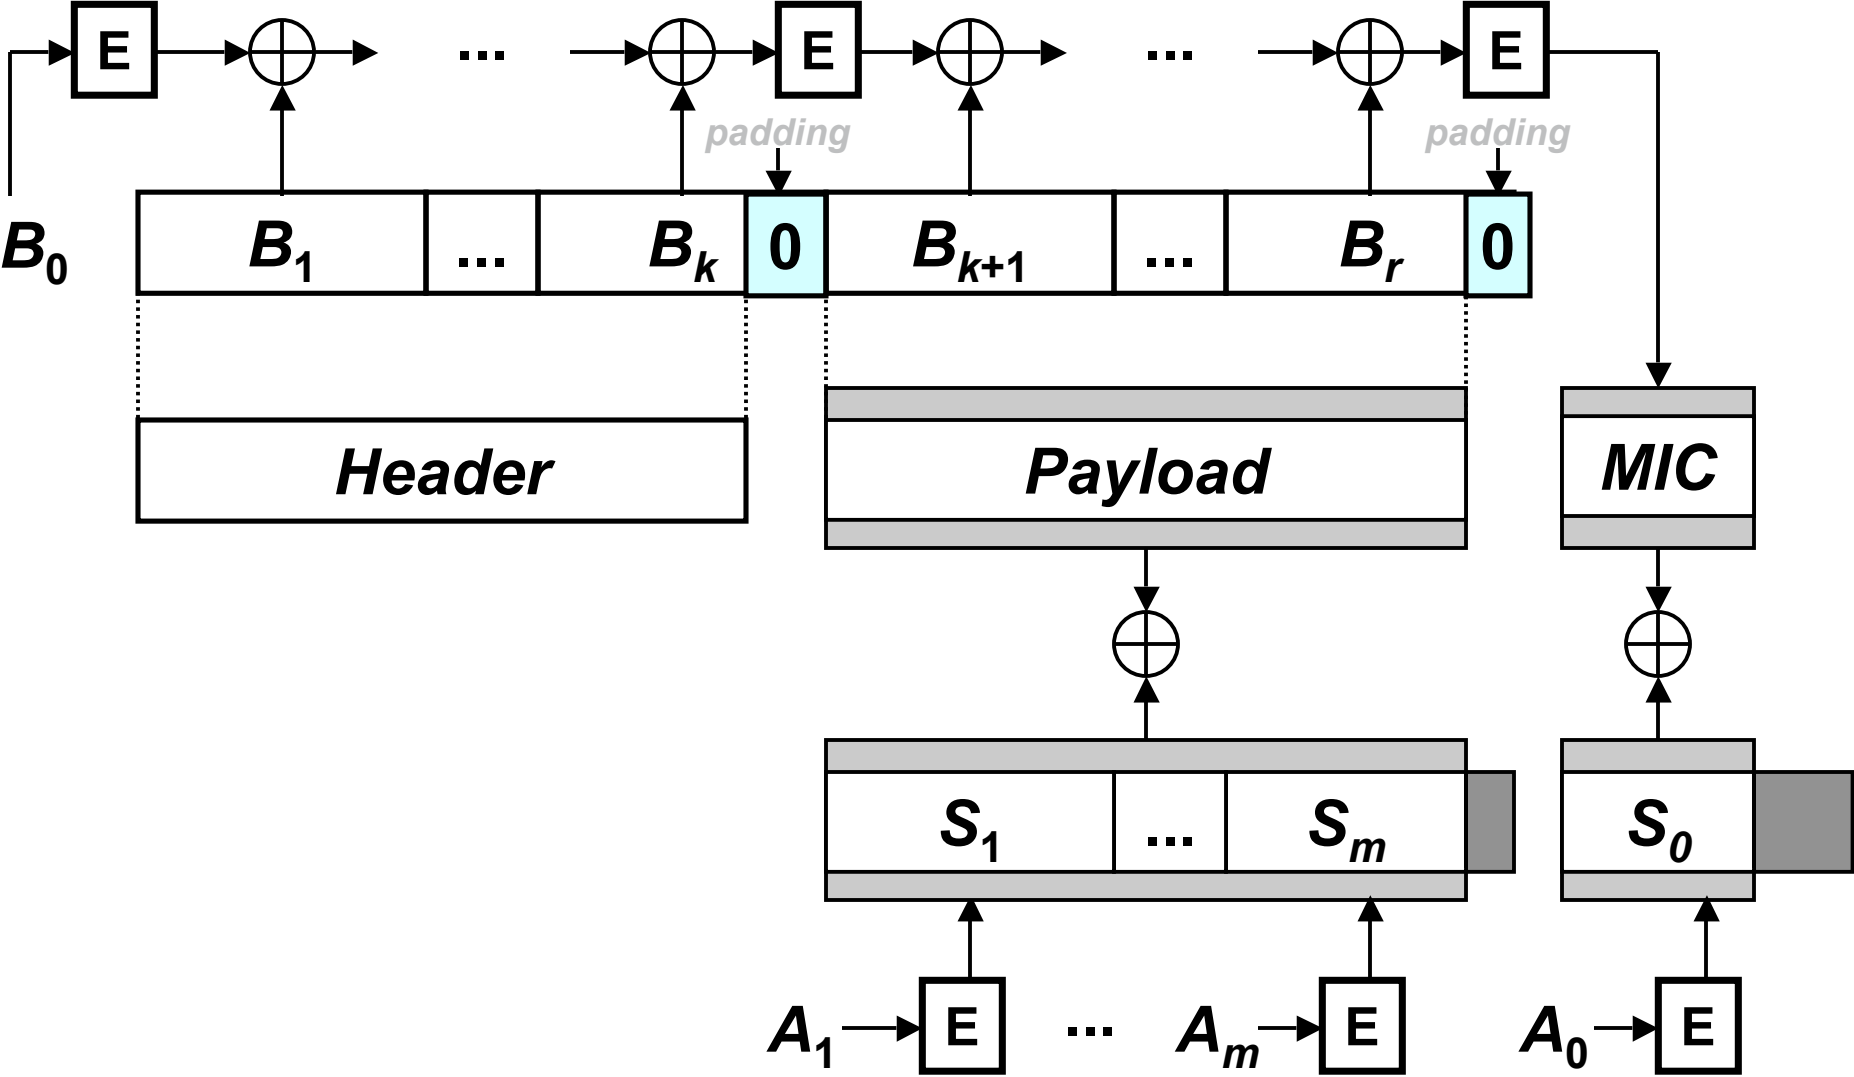 E ... E ... E
padding padding
B0 B1 ... Bk 0 Bk+1 ... Br 0
Header Payload MIC
S1 ... Sm S0
A1 E ... Am E A0 E